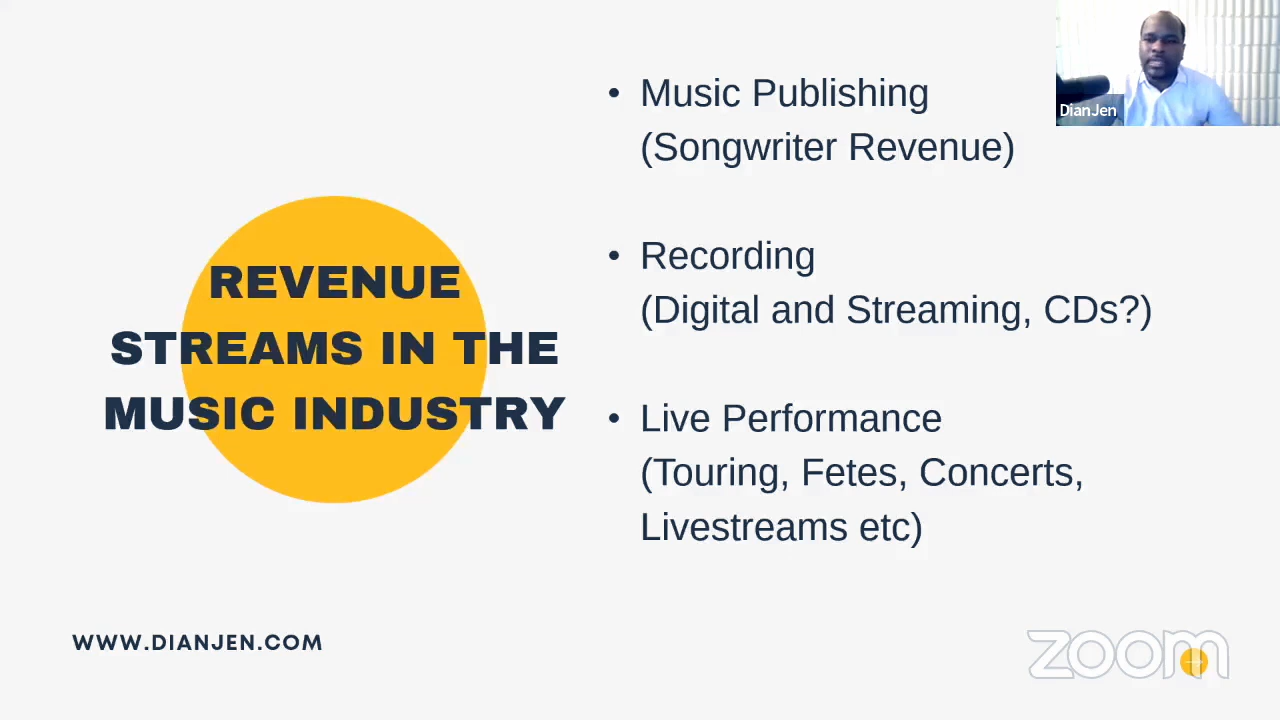 • Music Publishing
(Songwriter Revenue)
DianJen
• Recording
(Digital and Streaming, CDs?)
REVENUE
STREAMS IN THE
MUSIC INDUSTRY
• Live Performance
(Touring, Fetes, Concerts,
Livestreams etc)
WWW.DIANJEN.COM
zoom